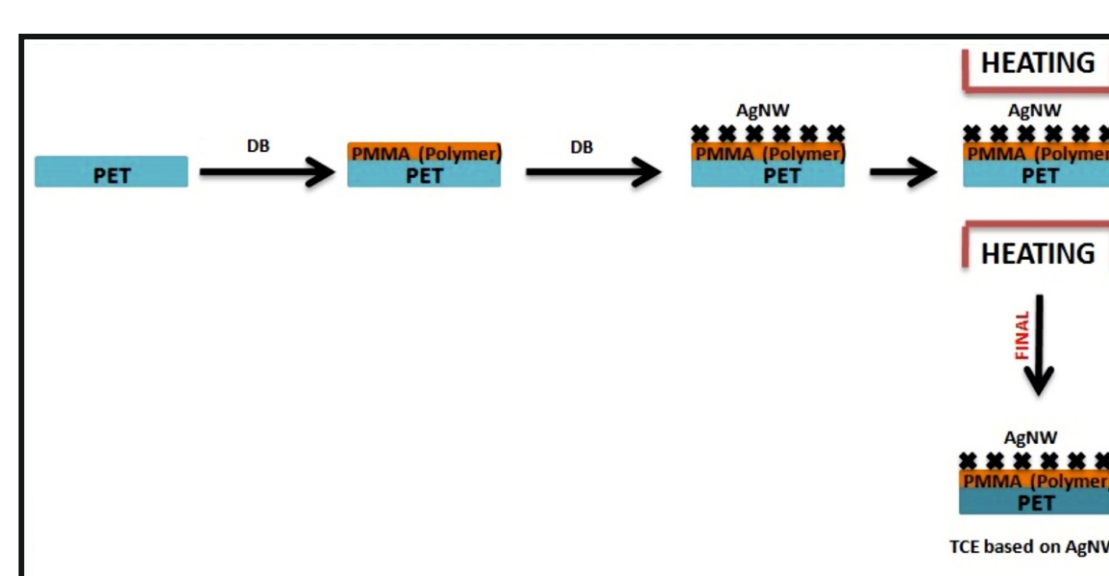 HEATING
AgNW
AgNW
DB
DB
PMMA (Polymer)
PMMA (Polymer)
PMMA (Polymer
PET
PET
PET
PET
HEATING
FINAL
AgNW
PMMA (Polymer
PET
TCE based on AgNW